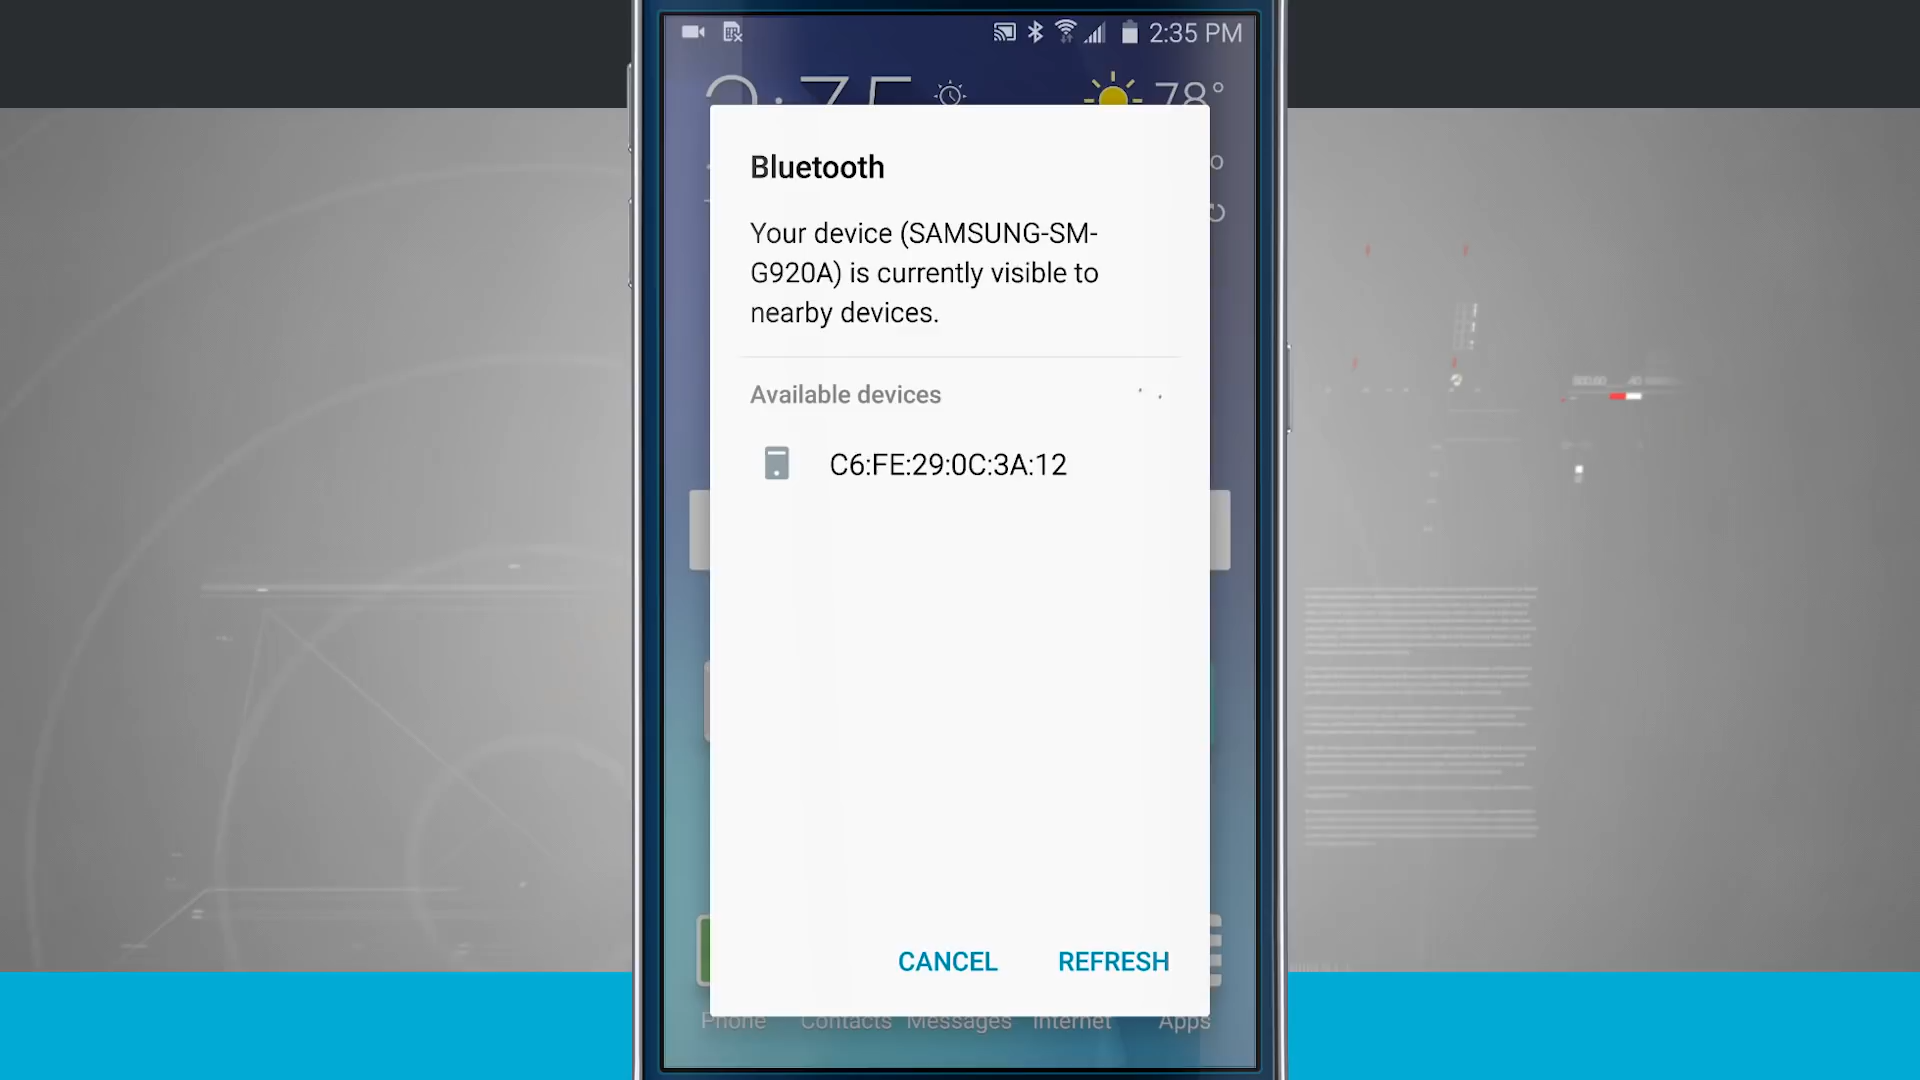 2:35 PM
78°
Bluetooth
Your device (SAMSUNG-SM-
G920A) is currently visible to
nearby devices.
Available devices
C6:FE:29:0C:3A:12
CANCEL
REFRESH
Phone
Contacts
Messages
Internet
Apps